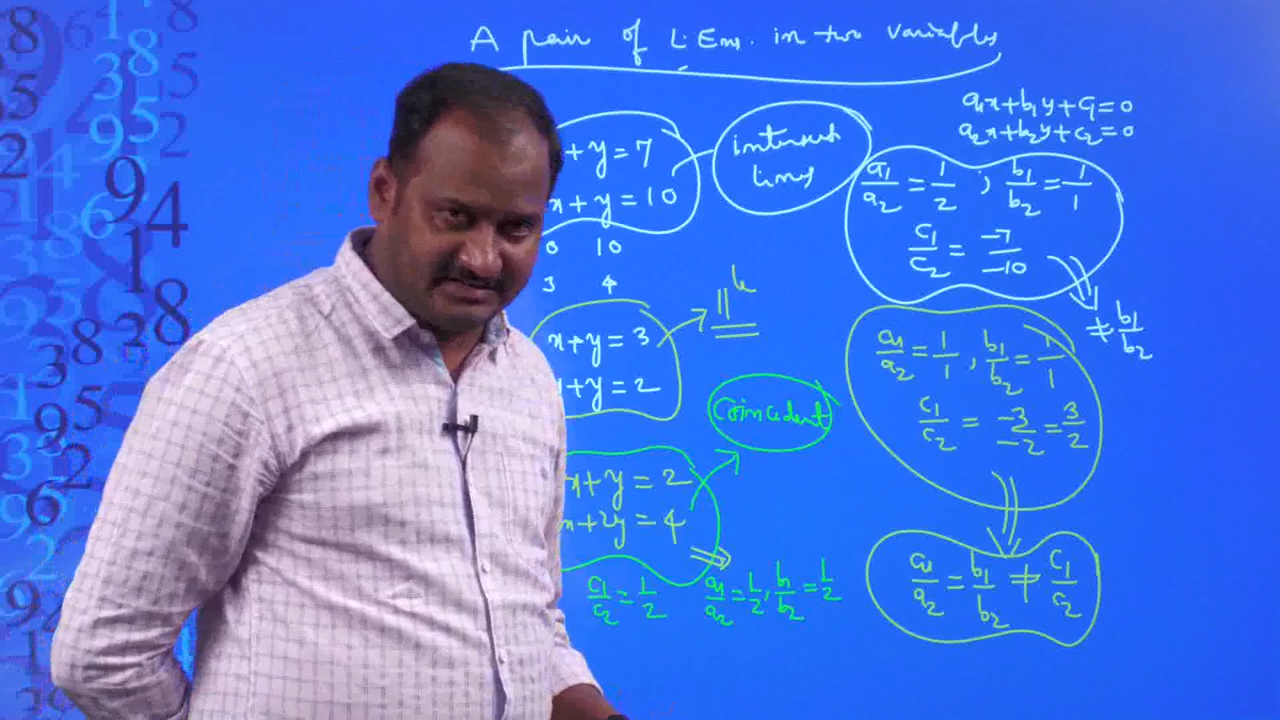 A pair of L.Eqns. in two variables
a₁x+b₁y+c₁=0
a₂x+b₂y+c₂=0
+y=7
x+y=10
0 10
3 4
intersect
lines
a₁/a₂ = 1/2, b₁/b₂ = 1/1
c₁/c₂ = -7/-10
≠ b₁/b₂
x+y=3
+y=2
||
a₁/a₂ = 1/1, b₁/b₂ = 1/1
c₁/c₂ = -3/-2 = 3/2
a₁/a₂ = b₁/b₂ ≠ c₁/c₂
x+y=2
x+2y=4
Coincedent
c₁/c₂ = 1/2
a₁/a₂ = 1/2, b₁/b₂ = 1/2